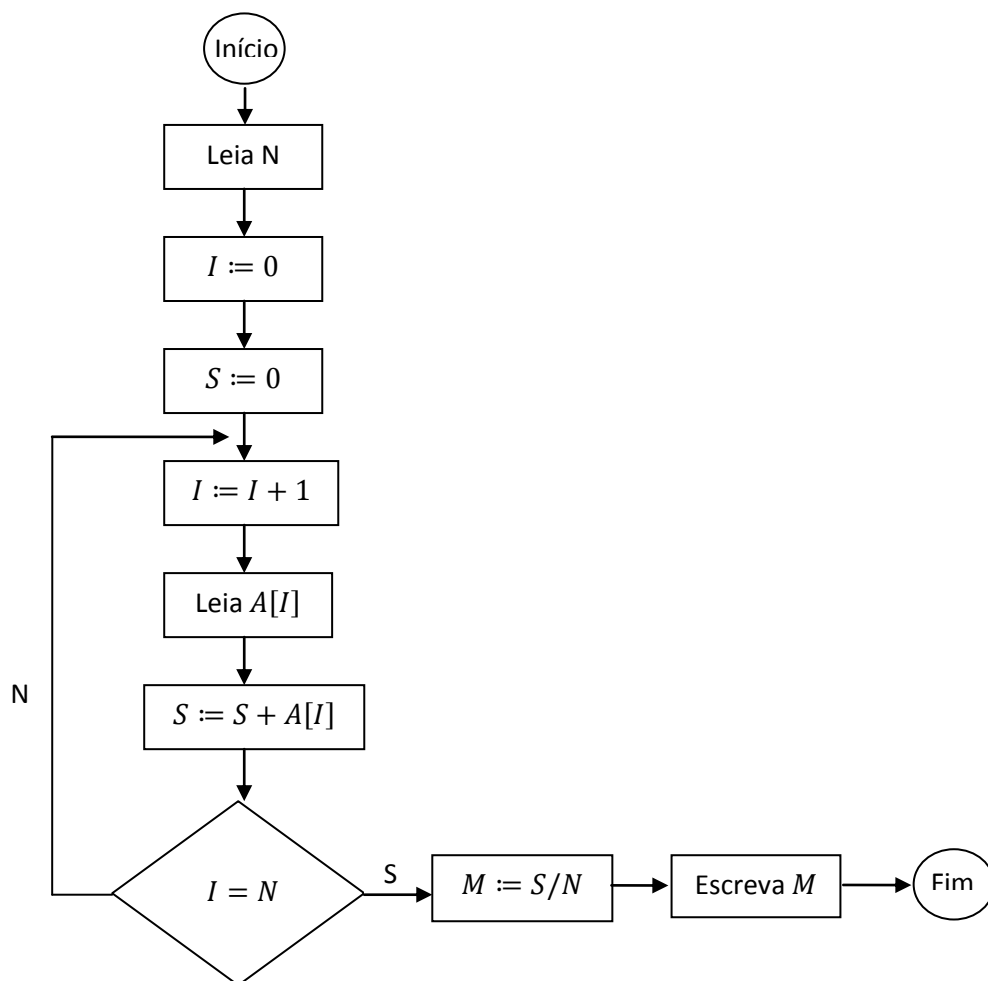 Início
Leia N
I := 0
S := 0
I := I + 1
Leia A[I]
N
S := S + A[I]
I = N
S
M := S/N
Escreva M
Fim